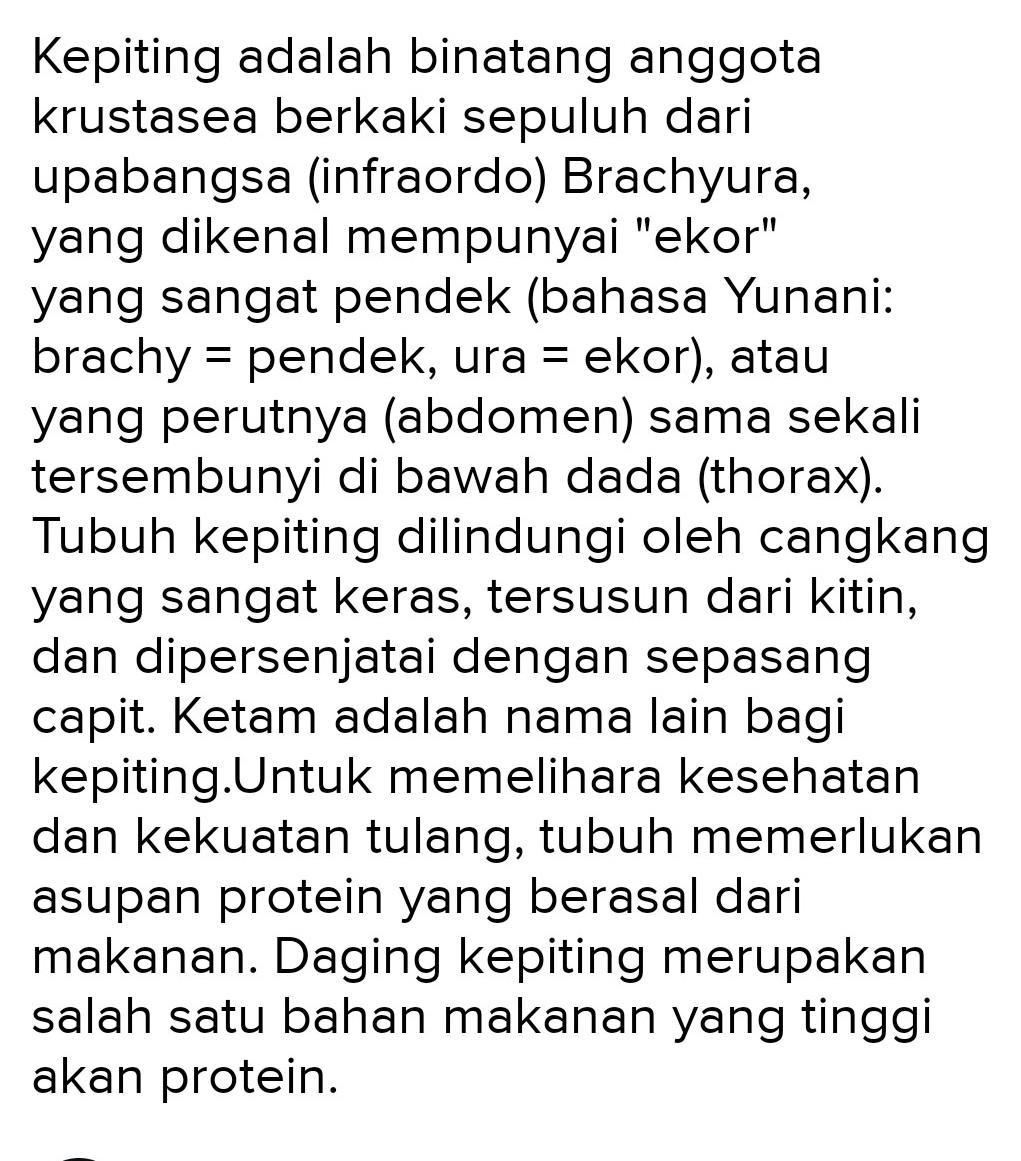 Kepiting adalah binatang anggota
krustasea berkaki sepuluh dari
upabangsa (infraordo) Brachyura,
yang dikenal mempunyai "ekor"
yang sangat pendek (bahasa Yunani:
brachy = pendek, ura = ekor), atau
yang perutnya (abdomen) sama sekali
tersembunyi di bawah dada (thorax).
Tubuh kepiting dilindungi oleh cangkang
yang sangat keras, tersusun dari kitin,
dan dipersenjatai dengan sepasang
capit. Ketam adalah nama lain bagi
kepiting.Untuk memelihara kesehatan
dan kekuatan tulang, tubuh memerlukan
asupan protein yang berasal dari
makanan. Daging kepiting merupakan
salah satu bahan makanan yang tinggi
akan protein.